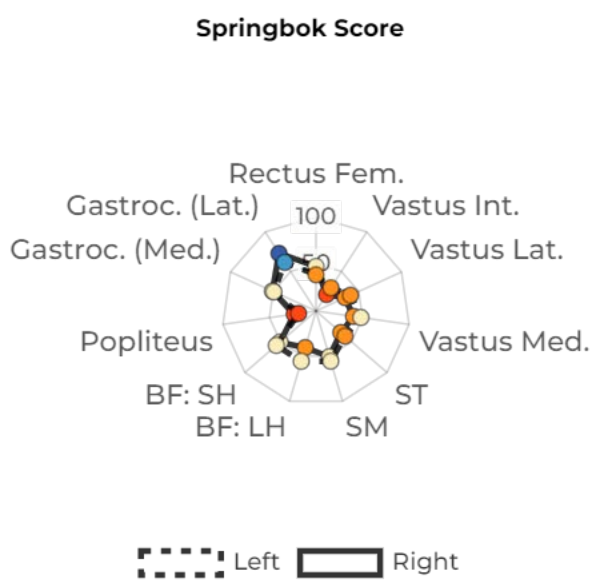 Springbok Score
Rectus Fem.
Gastroc. (Lat.)
Vastus Int.
100
Gastroc. (Med.)
Vastus Lat.
50
Popliteus
Vastus Med.
BF: SH
ST
BF: LH
SM
Left
Right